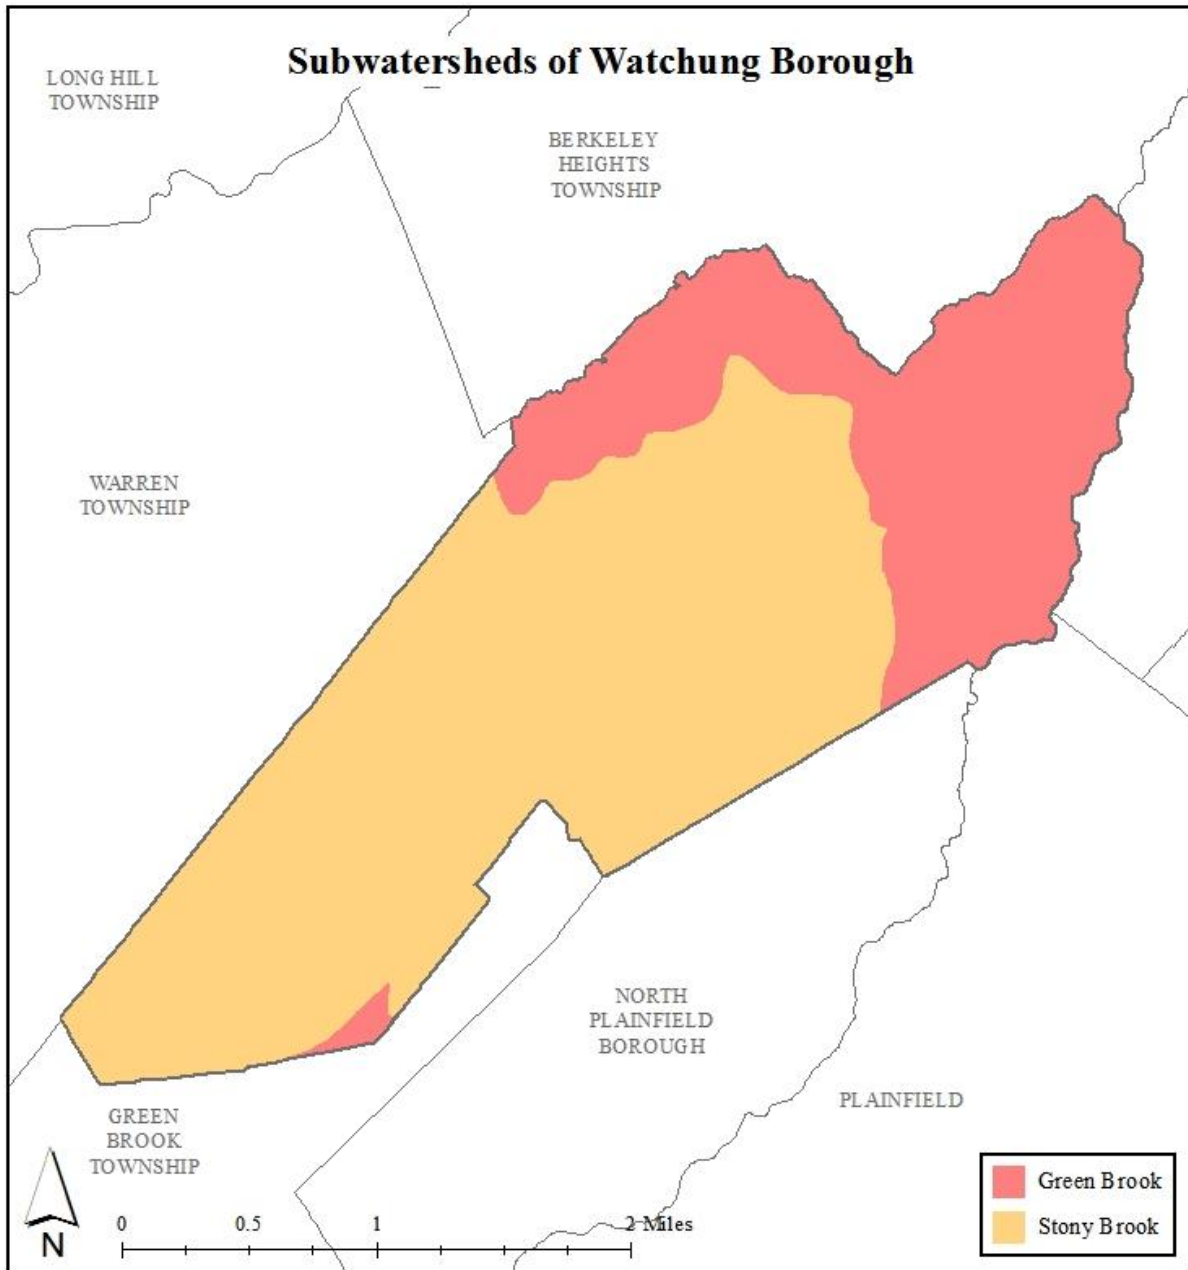 Subwatersheds of Watchung Borough
LONG HILL
TOWNSHIP
BERKELEY
HEIGHTS
TOWNSHIP
WARREN
TOWNSHIP
NORTH
PLAINFIELD
BOROUGH
PLAINFIELD
GREEN
BROOK
TOWNSHIP
Green Brook
Stony Brook
N
0 0.5 1 2 Miles